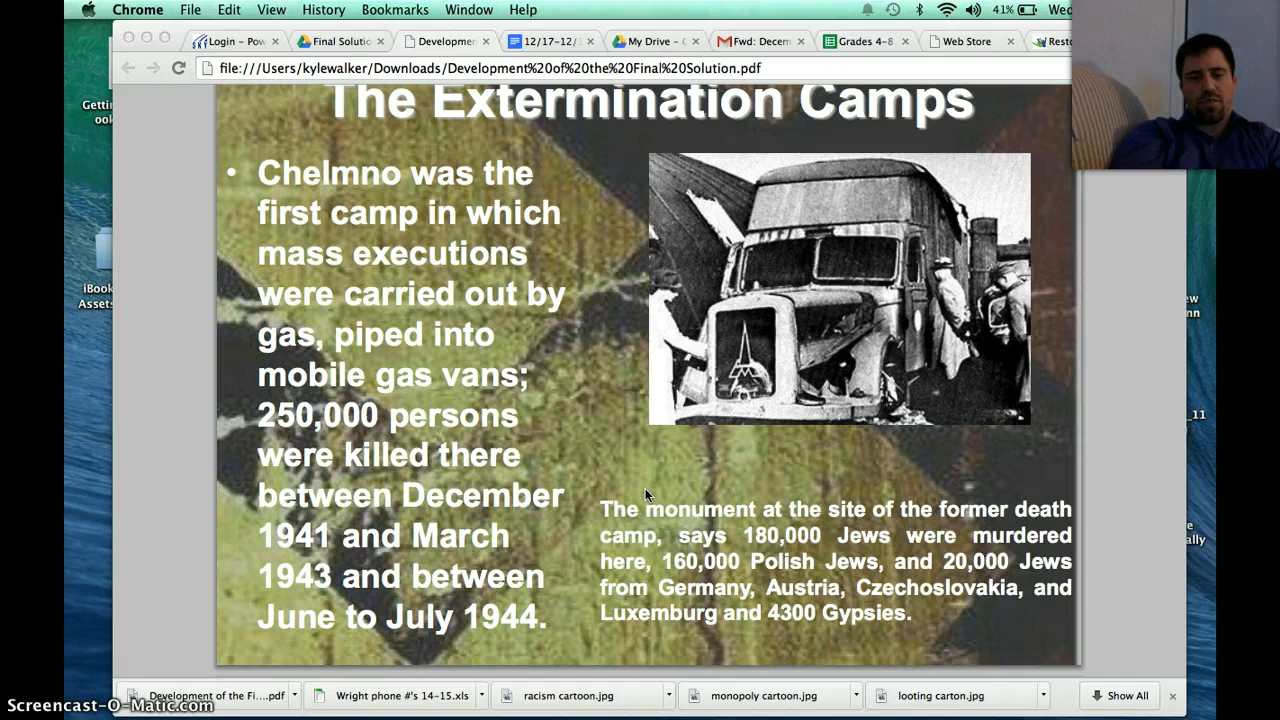 Chrome File Edit View History Bookmarks Window Help 41% Wed
Login – Pow Final Solutic Developmen 12/17-12/ My Drive – Fwd: Decem Grades 4-8 Web Store Resto
file:///Users/kylewalker/Downloads/Development%20of%20the%20Final%20Solution.pdf
Getting
The Extermination Camps
• Chelmno was the
first camp in which
mass executions
were carried out by
gas, piped into
mobile gas vans;
250,000 persons
were killed there
between December
1941 and March
1943 and between
June to July 1944.
The monument at the site of the former death
camp, says 180,000 Jews were murdered
here, 160,000 Polish Jews, and 20,000 Jews
from Germany, Austria, Czechoslovakia, and
Luxemburg and 4300 Gypsies.
iBook
Assets
Development of the Fi....pdf Wright phone #'s 14-15.xls racism cartoon.jpg monopoly cartoon.jpg looting carton.jpg Show All
Screencast-O-Matic.com